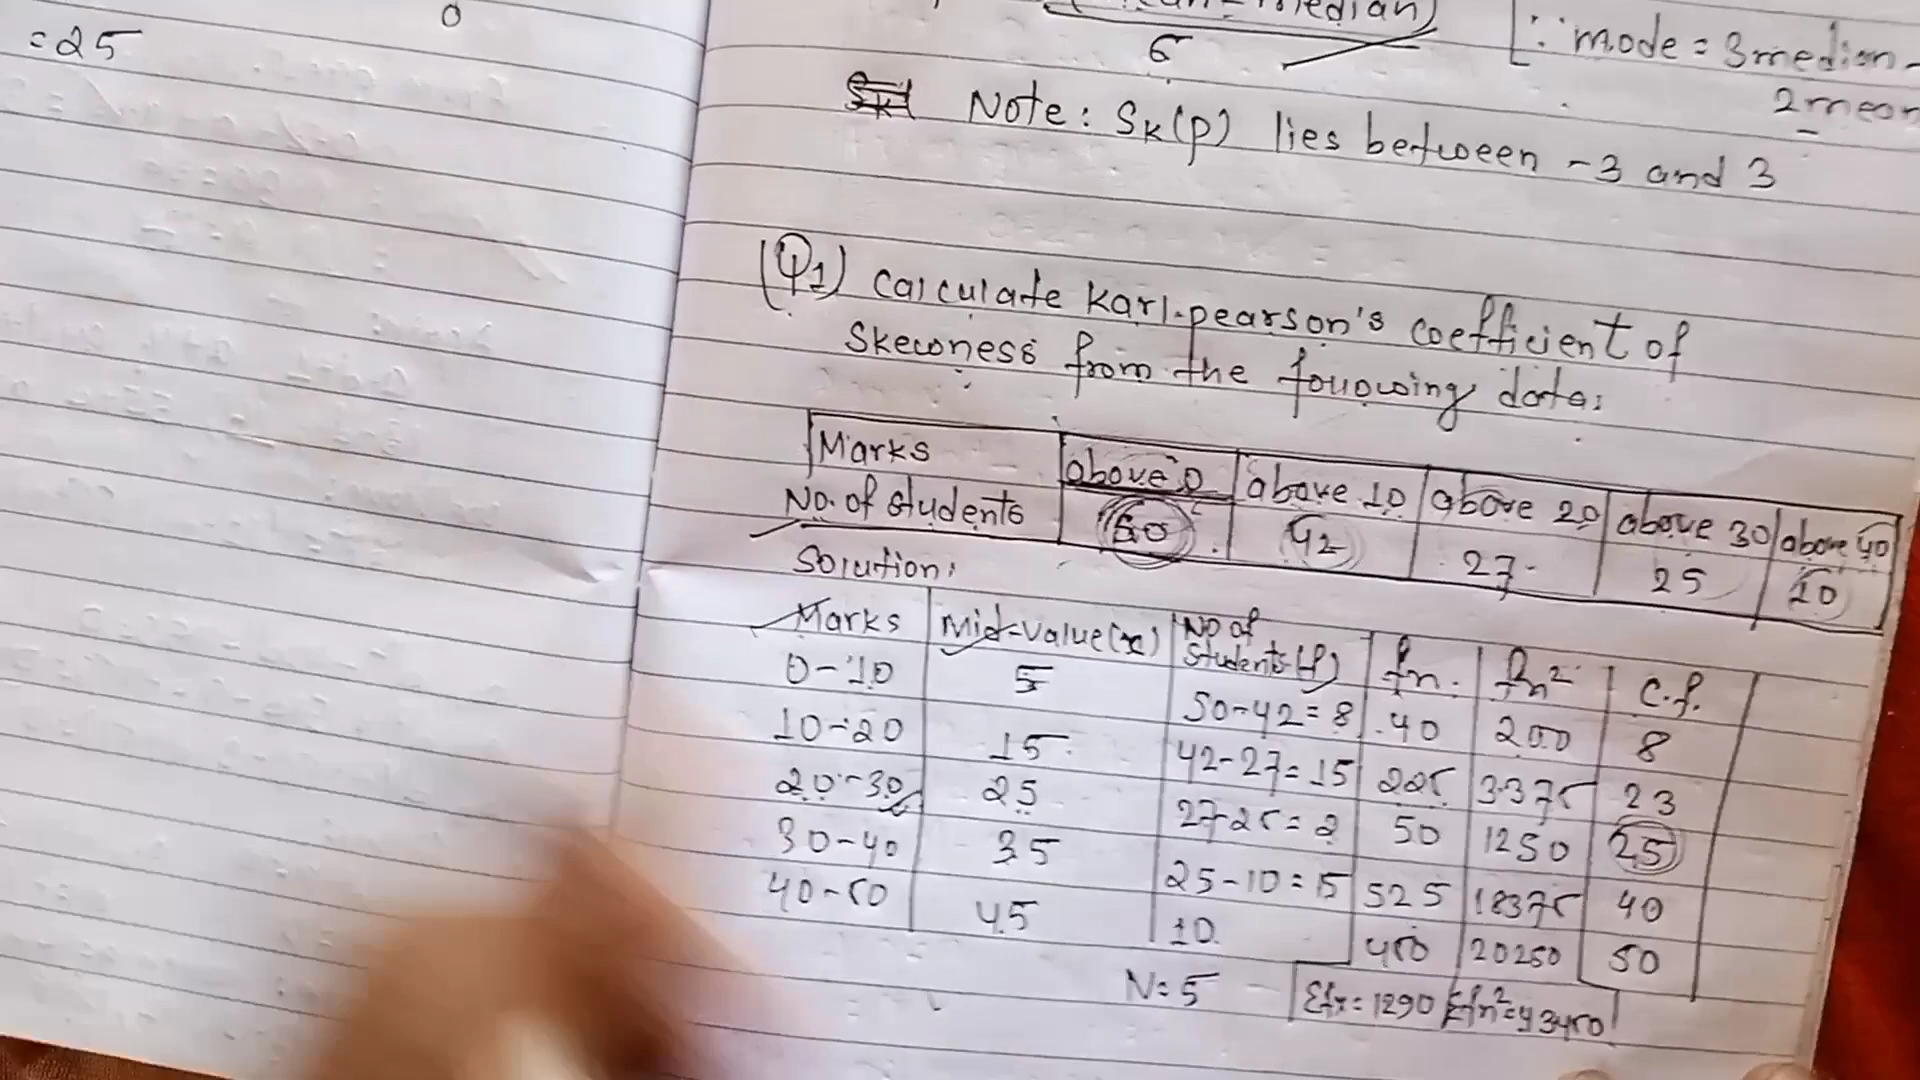 =25
0
Median)
6
[∵ mode = 3median-
2mean
Note: Sk(p) lies between -3 and 3
(Q1) Calculate Karl-pearson's coefficient of
Skewness from the following data:
Marks above 0 above 10 above 20 above 30 above 40
No. of students 50 42 27 25 10
Solution:
Marks Mid-value(x) No of Students (f) fx fx² c.f.
0-10 5 50-42=8 40 200 8
10-20 15 42-27=15 225 3375 23
20-30 25 27-25=2 50 1250 25
30-40 35 25-10=15 525 18375 40
40-50 45 10 450 20250 50
N=5 Σfx=1290 Σfx²=43450